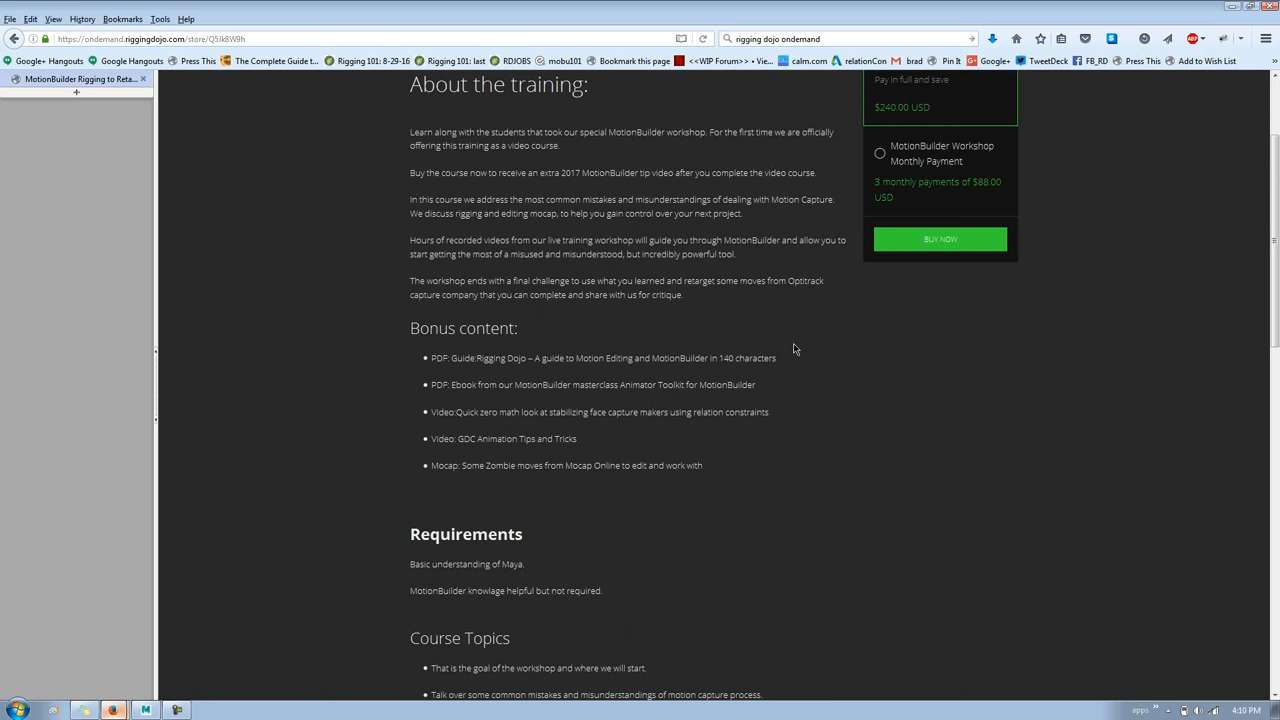 File Edit View History Bookmarks Tools Help
https://ondemand.riggingdojo.com/store/Q5Jk8W9h
rigging dojo ondemand
Google+ Hangouts Google Hangouts Rigging 101: 8-29-16 Rigging 101: last RDJOBS mobu101 Bookmark this page <<WIP Forum>> • Vie... The Complete Guide t... calm.com relationCon brad Pin It Craving Dojo TweetDeck FB_RD Press This Add to Wish List
MotionBuilder Rigging to Reta... ×
About the training:
Pay in full and save
$240.00 USD
Learn along with the students that took our special MotionBuilder workshop. For the first time we are officially
offering this training as a video course.
MotionBuilder Workshop
Monthly Payment
3 monthly payments of $88.00
USD
BUY NOW
Buy the course now to receive an extra 2017 MotionBuilder tip video after you complete the video course.
In this course we address the most common mistakes and misunderstandings of dealing with Motion Capture.
We discuss rigging and editing mocap, to help you gain control over your next project.
Hours of recorded videos from our live training workshop will guide you through MotionBuilder and allow you to
start getting the most of a misused and misunderstood, but incredibly powerful tool.
The workshop ends with a final challenge to use what you learned and retarget some moves from Optitrack
capture company that you can complete and share with us for critique.
Bonus content:
• PDF: Guide:Rigging Dojo – A guide to Motion Editing and MotionBuilder in 140 characters
• PDF: Ebook from our MotionBuilder masterclass Animator Toolkit for MotionBuilder
• Video:Quick zero math look at stabilizing face capture makers using relation constraints
• Video: GDC Animation Tips and Tricks
• Mocap: Some Zombie moves from Mocap Online to edit and work with
Requirements
Basic understanding of Maya.
MotionBuilder knowlage helpful but not required.
Course Topics
• That is the goal of the workshop and where we will start.
• Talk over some common mistakes and misunderstandings of motion capture process.
apps » 4:10 PM